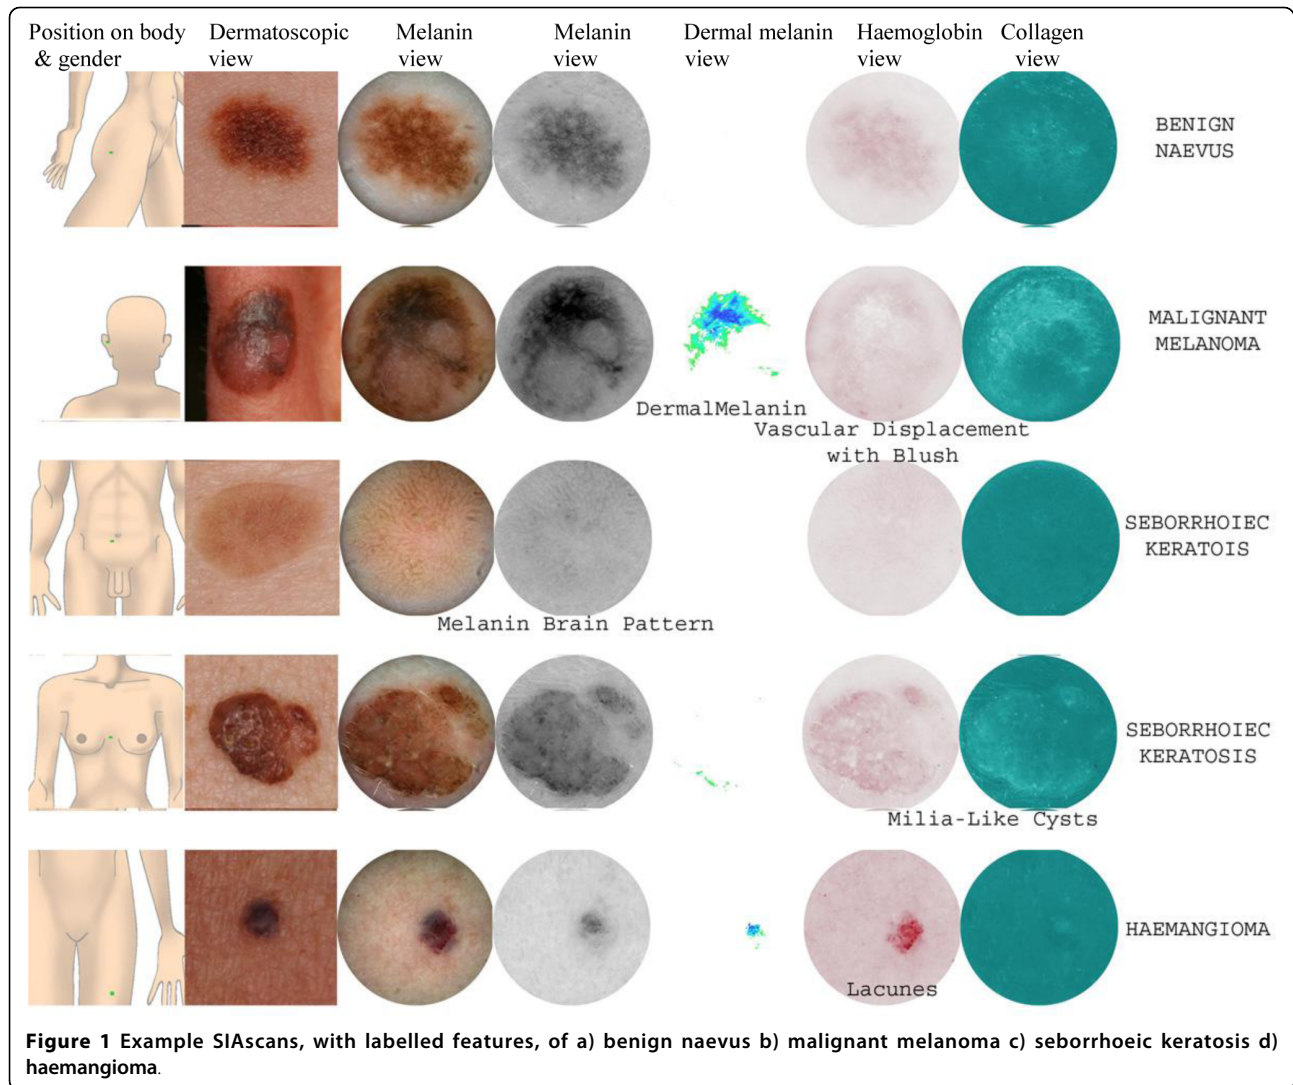 Position on body & gender
Dermatoscopic view
Melanin view
Melanin view
Dermal melanin view
Haemoglobin view
Collagen view
BENIGN
NAEVUS
MALIGNANT
MELANOMA
DermalMelanin
Vascular Displacement
with Blush
SEBORRHOIEC
KERATOIS
Melanin Brain Pattern
SEBORRHOIEC
KERATOSIS
Milia-Like Cysts
HAEMANGIOMA
Lacunes
Figure 1 Example SIAscans, with labelled features, of a) benign naevus b) malignant melanoma c) seborrhoeic keratosis d)
haemangioma.